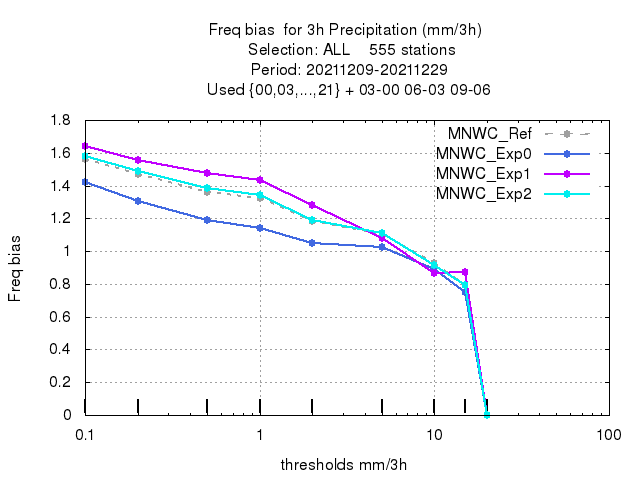 Freq bias  for 3h Precipitation (mm/3h)
Selection: ALL    555 stations
Period: 20211209-20211229
Used {00,03,...,21} + 03-00 06-03 09-06
MNWC_Ref
MNWC_Exp0
MNWC_Exp1
MNWC_Exp2
Freq bias
1.8
1.6
1.4
1.2
1
0.8
0.6
0.4
0.2
0
0.1
1
10
100
thresholds mm/3h